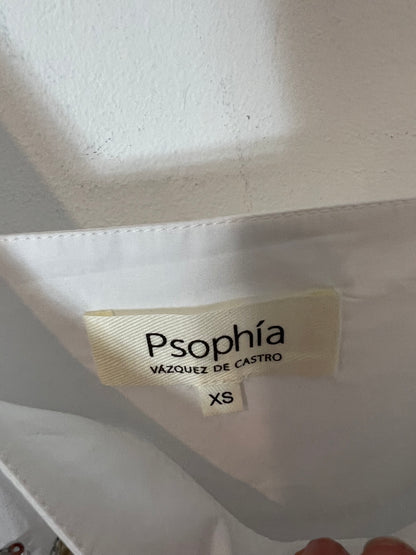 Psophía
VÁZQUEZ DE CASTRO
XS